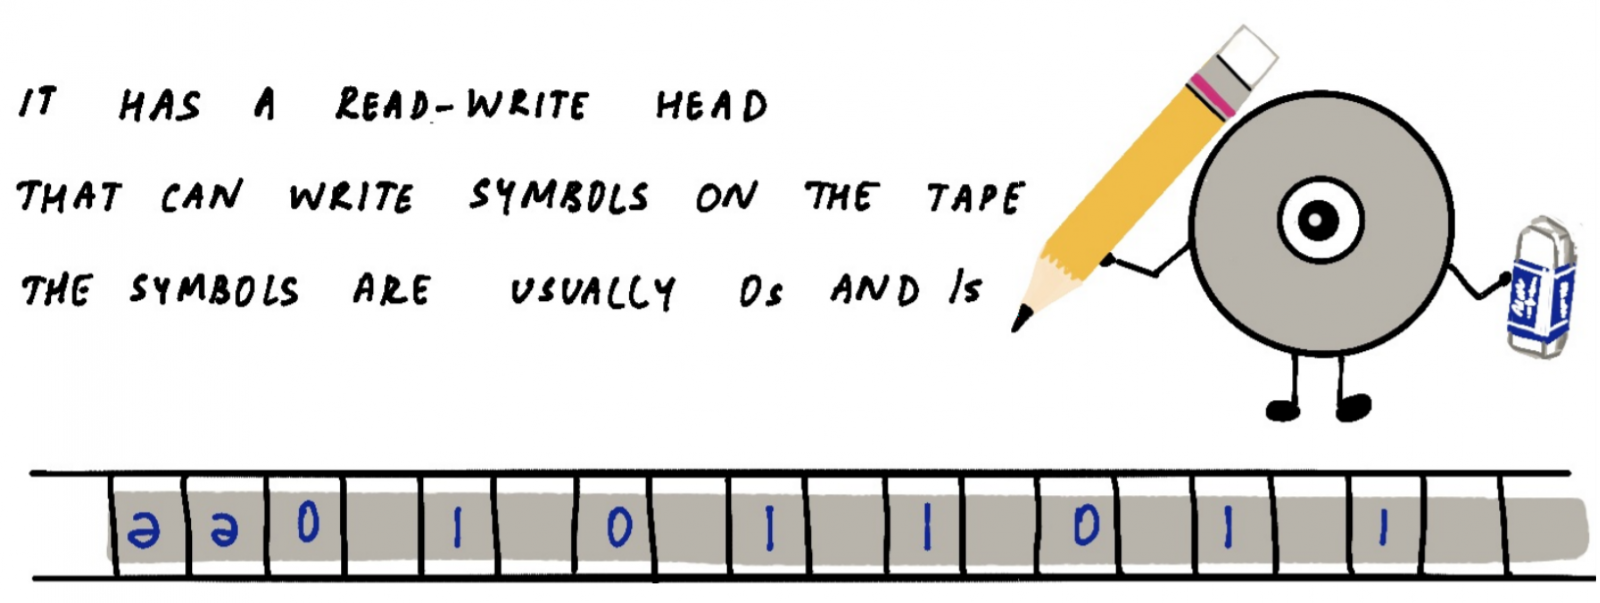 IT HAS A READ-WRITE HEAD
THAT CAN WRITE SYMBOLS ON THE TAPE
THE SYMBOLS ARE USUALLY 0s AND 1s
ə ə 0 1 0 1 1 0 1 1